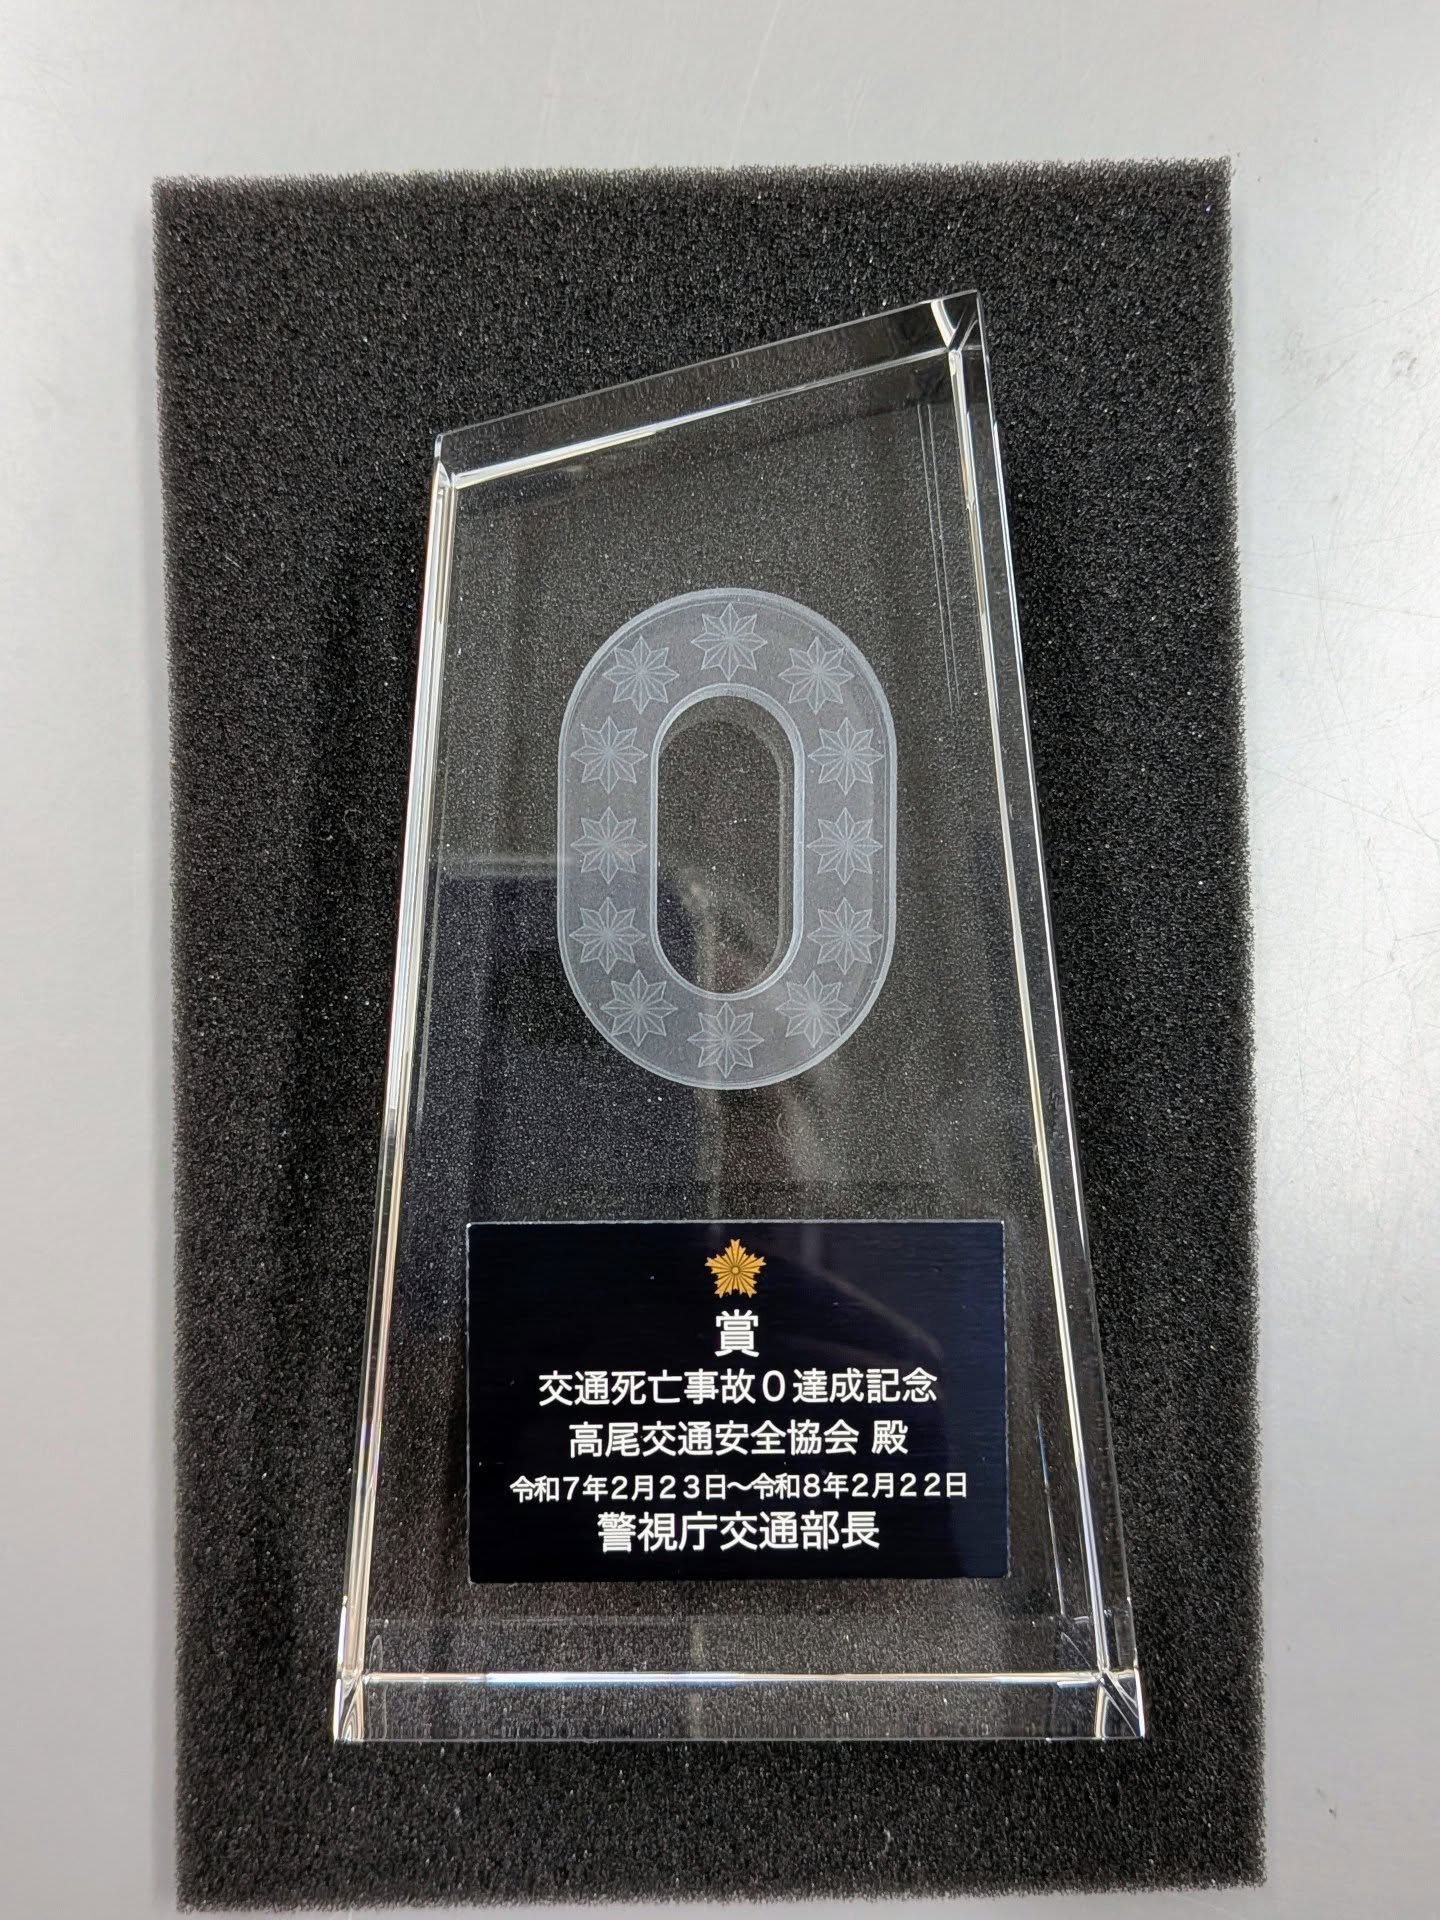 0
賞
交通死亡事故０達成記念
高尾交通安全協会 殿
令和７年２月２３日～令和８年２月２２日
警視庁交通部長